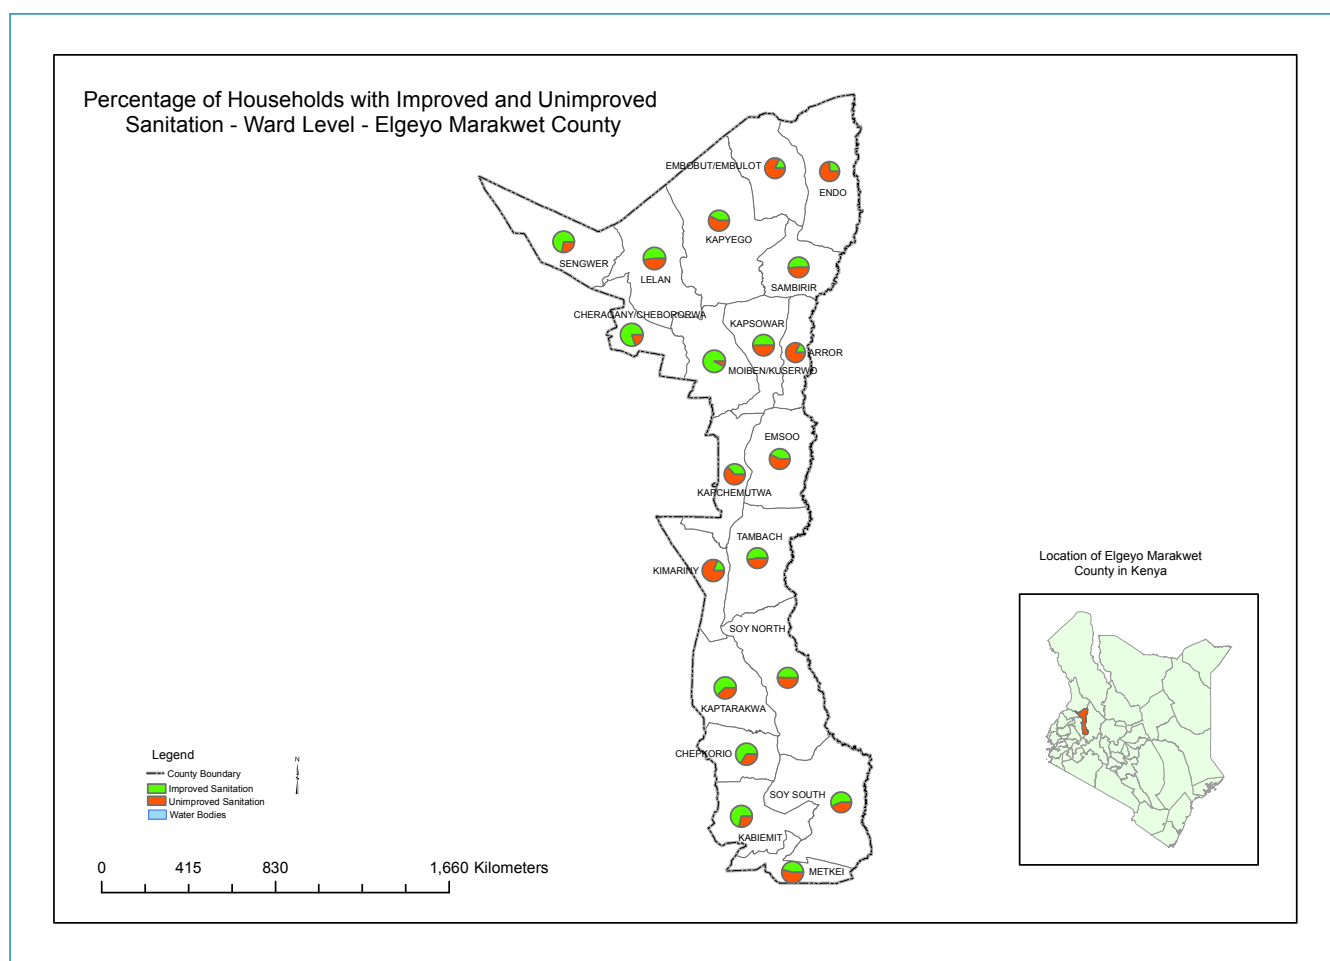 Percentage of Households with Improved and Unimproved
Sanitation - Ward Level - Elgeyo Marakwet County
EMBOBUT/EMBULOT
ENDO
KAPYEGO
SENGWER
LELAN
SAMBIRIR
CHERAGANY/CHEBORORWA
KAPSOWAR
ARROR
MOIBEN/KUSERWO
EMSOO
KAPCHEMUTWA
TAMBACH
KIMARINY
SOY NORTH
KAPTARAKWA
CHEPKORIO
SOY SOUTH
KABIEMIT
METKEI
Location of Elgeyo Marakwet
County in Kenya
Legend
County Boundary
Improved Sanitation
Unimproved Sanitation
Water Bodies
N
0 415 830 1,660 Kilometers